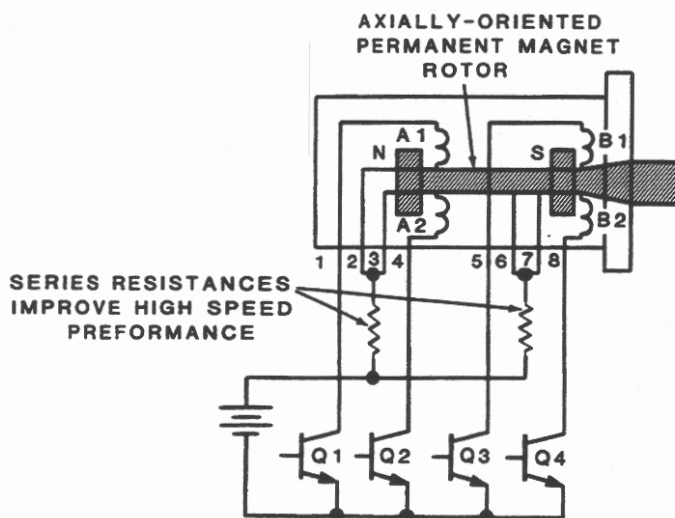 AXIALLY-ORIENTED
PERMANENT MAGNET
ROTOR
A1
B1
N
S
A2
B2
1 2 3 4 5 6 7 8
SERIES RESISTANCES
IMPROVE HIGH SPEED
PREFORMANCE
Q1 Q2 Q3 Q4